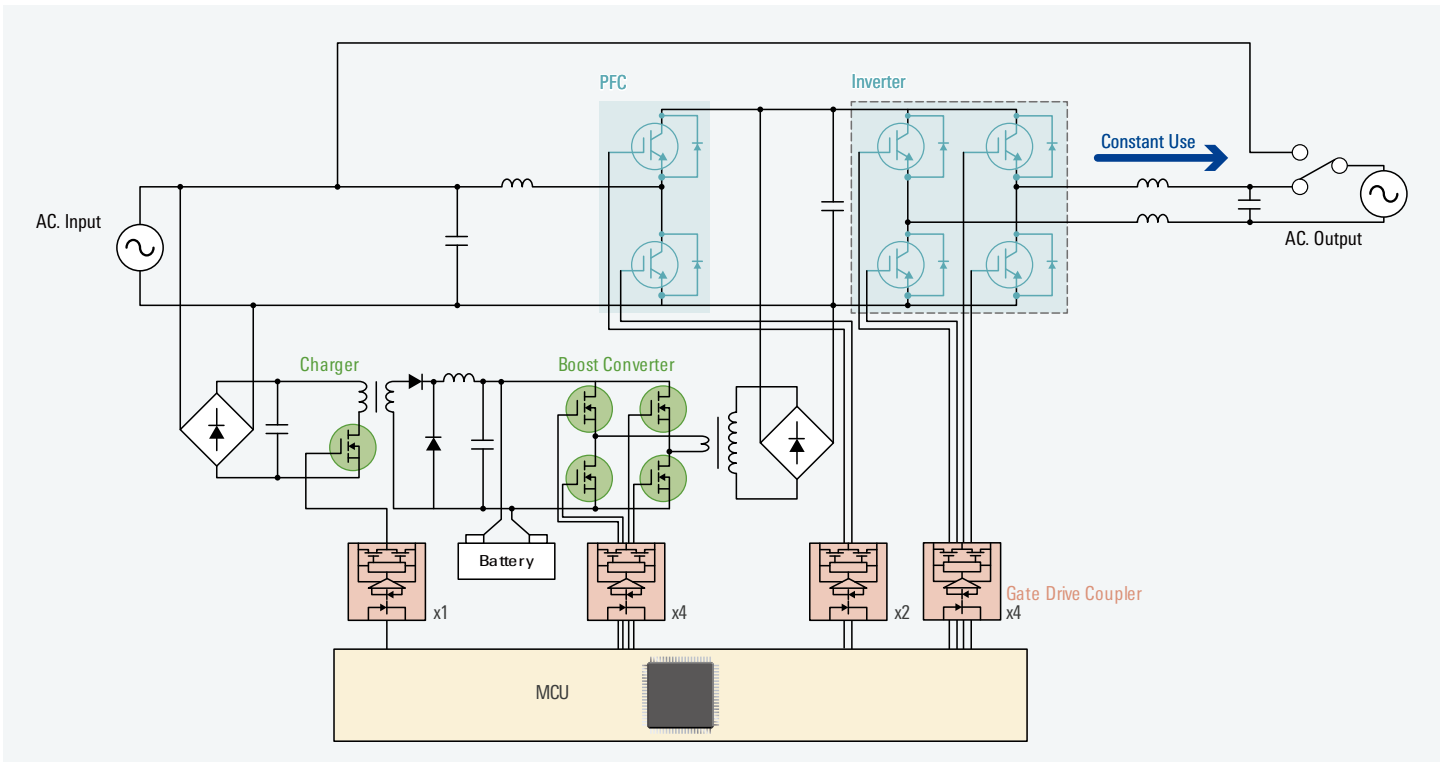 PFC
Inverter
Constant Use
AC. Input
AC. Output
Charger
Boost Converter
Battery
Gate Drive Coupler
x1
x4
x2
x4
MCU